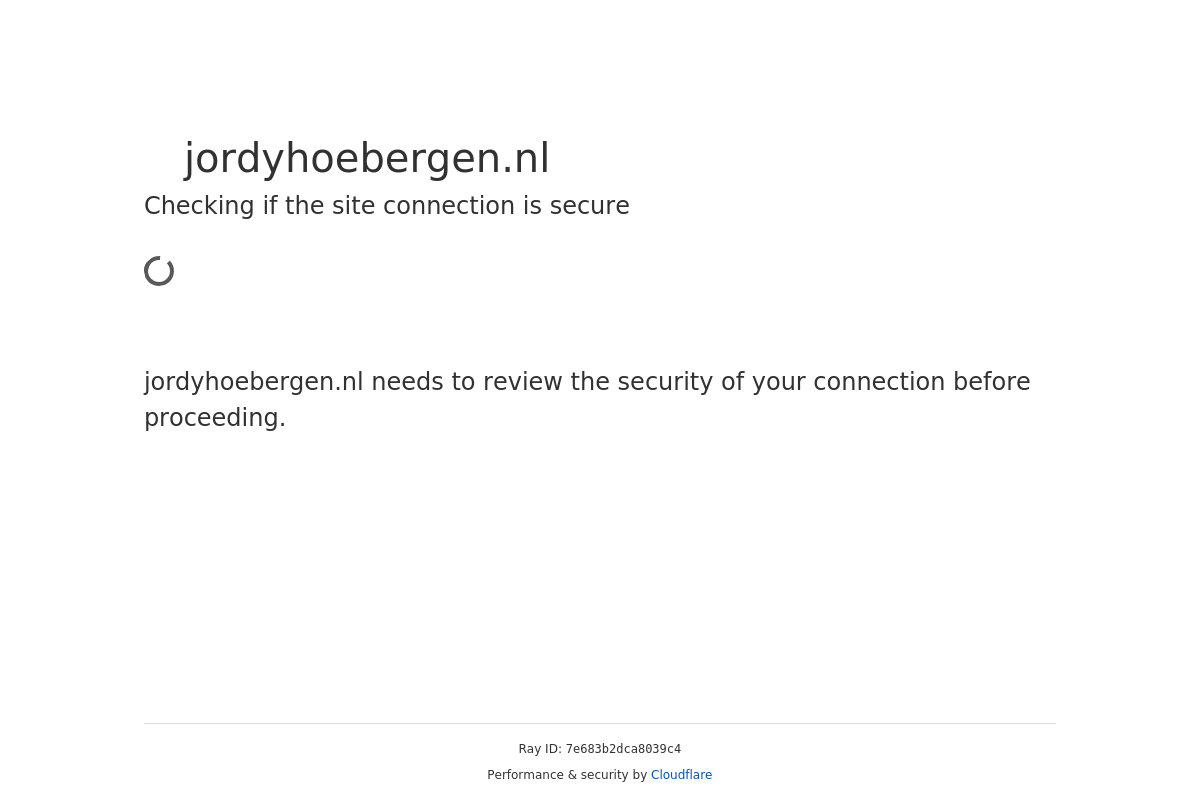 jordyhoebergen.nl
Checking if the site connection is secure
jordyhoebergen.nl needs to review the security of your connection before
proceeding.
Ray ID: 7e683b2dca8039c4
Performance & security by Cloudflare